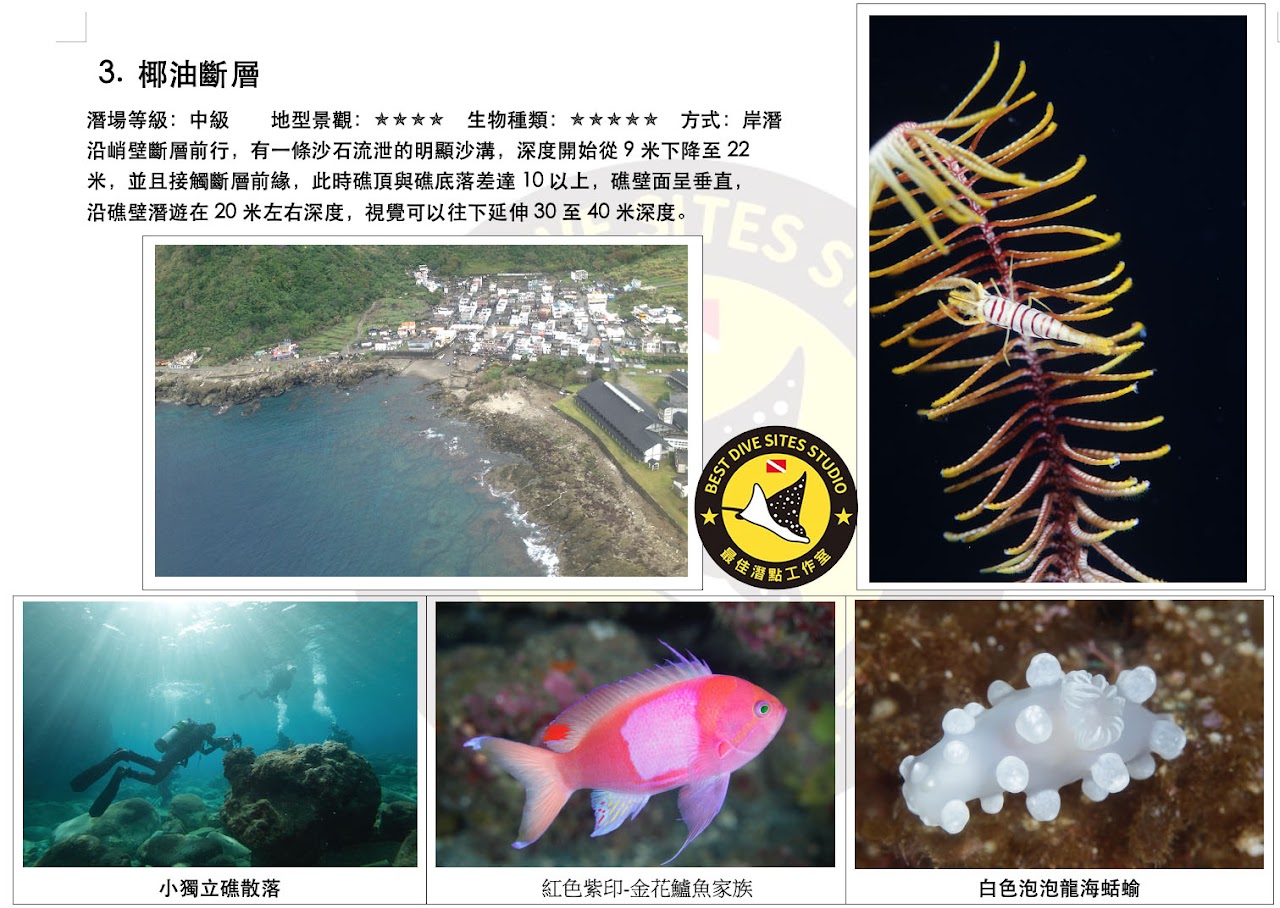 3. 椰油斷層
潛場等級：中級 地型景觀：★★★★ 生物種類：★★★★★ 方式：岸潛
沿峭壁斷層前行，有一條沙石流泄的明顯沙溝，深度開始從 9 米下降至 22
米，並且接觸斷層前緣，此時礁頂與礁底落差達 10 以上，礁壁面呈垂直，
沿礁壁潛遊在 20 米左右深度，視覺可以往下延伸 30 至 40 米深度。
DIVE SITES S
BEST DIVE SITES STUDIO
最佳潛點工作室
小獨立礁散落
紅色紫印-金花鱸魚家族
白色泡泡龍海蛞蝓